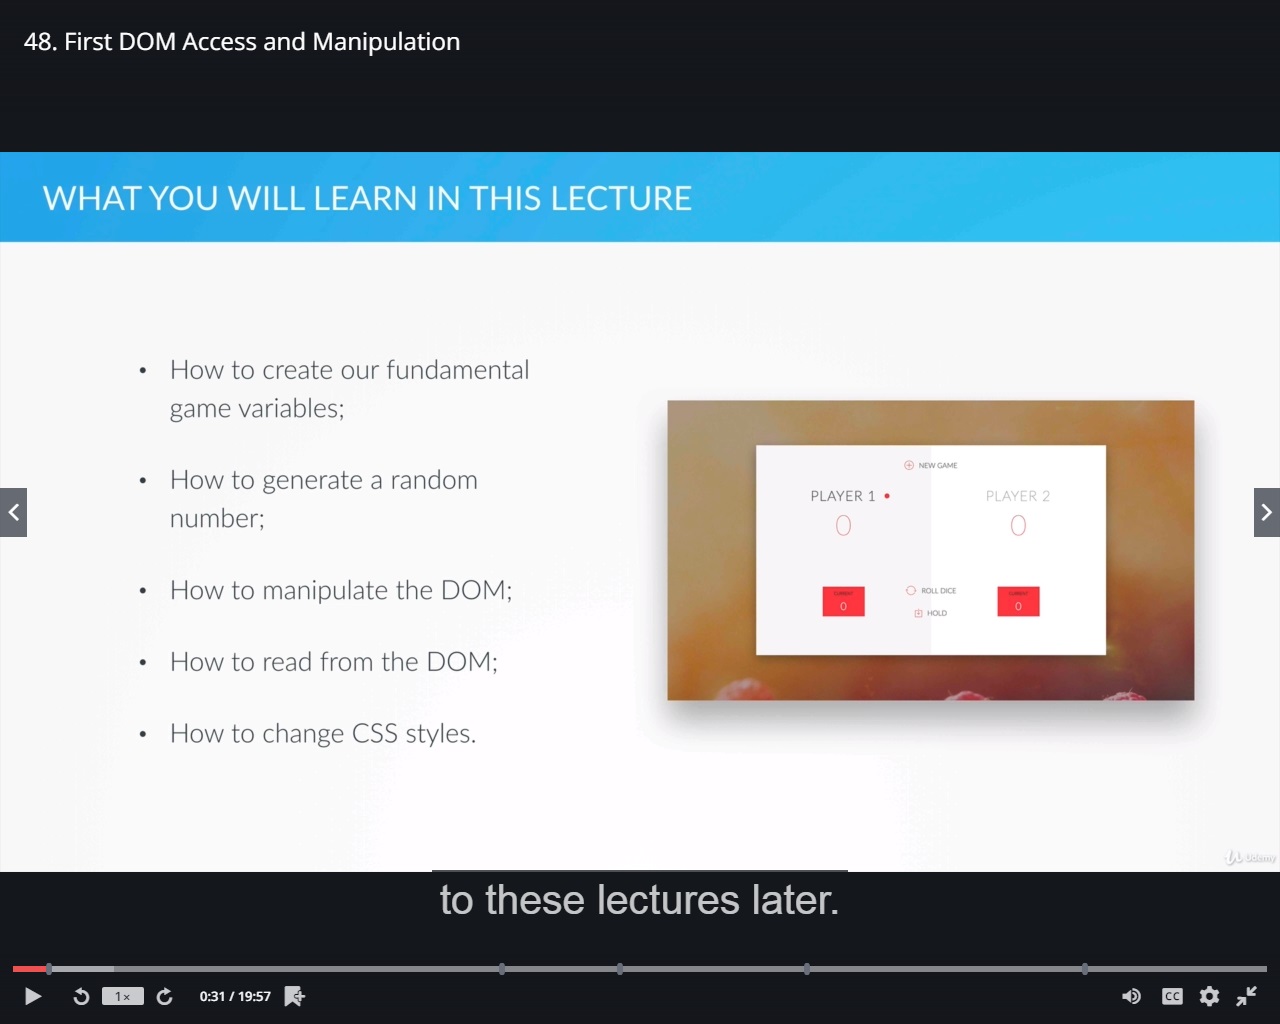 48. First DOM Access and Manipulation
WHAT YOU WILL LEARN IN THIS LECTURE
• How to create our fundamental
game variables;
• How to generate a random
number;
• How to manipulate the DOM;
• How to read from the DOM;
• How to change CSS styles.
NEW GAME
PLAYER 1
PLAYER 2
0
0
CURRENT
0
CURRENT
0
ROLL DICE
HOLD
Udemy
to these lectures later.
1×
0:31 / 19:57
CC